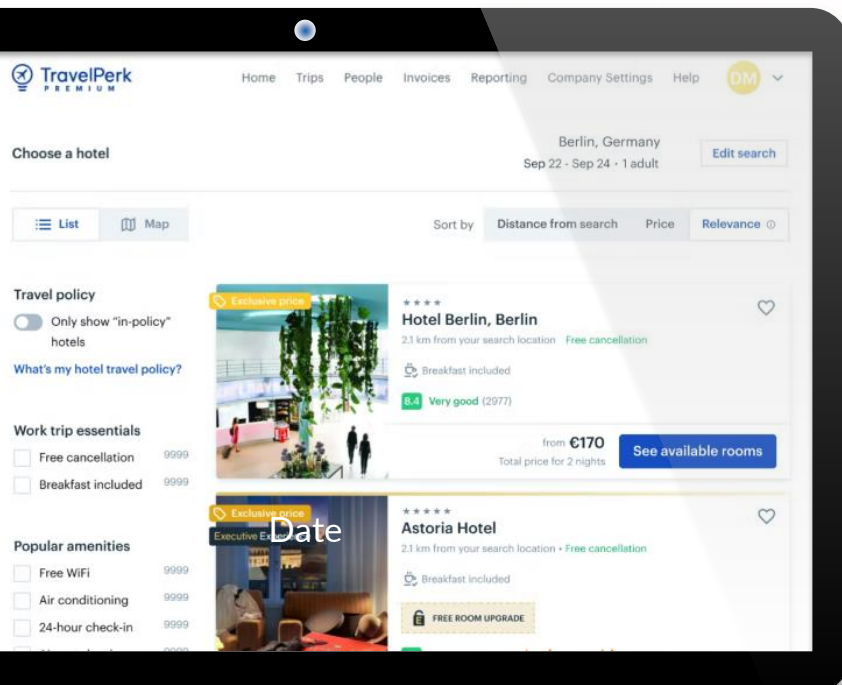 TravelPerk
PREMIUM
Home Trips People Invoices Reporting Company Settings Help DM
Choose a hotel
Berlin, Germany
Sep 22 - Sep 24 · 1 adult
Edit search
List Map
Sort by Distance from search Price Relevance
Travel policy
Only show “in-policy”
hotels
What's my hotel travel policy?
Work trip essentials
Free cancellation 9999
Breakfast included 9999
Popular amenities
Free WiFi 9999
Air conditioning 9999
24-hour check-in 9999
Exclusive price
★★★★
Hotel Berlin, Berlin
2.1 km from your search location Free cancellation
Breakfast included
8.4 Very good (2977)
from €170
Total price for 2 nights
See available rooms
Exclusive price
Executive
Date
★★★★★
Astoria Hotel
2.1 km from your search location • Free cancellation
Breakfast included
FREE ROOM UPGRADE